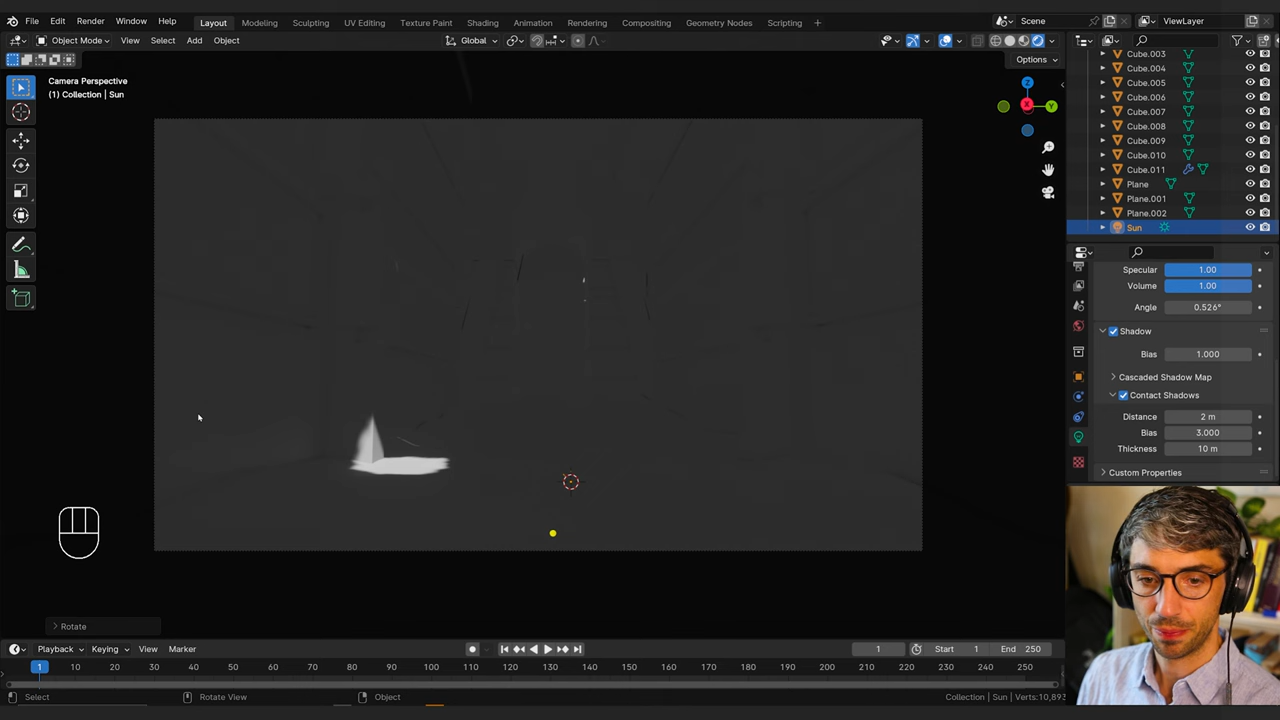 File Edit Render Window Help Layout Modeling Sculpting UV Editing Texture Paint Shading Animation Rendering Compositing Geometry Nodes Scripting + Scene ViewLayer
Object Mode View Select Add Object Global
Options
Camera Perspective
(1) Collection | Sun
Cube.003
Cube.004
Cube.005
Cube.006
Cube.007
Cube.008
Cube.009
Cube.010
Cube.011
Plane
Plane.001
Plane.002
Sun
Z
Y
X
Specular 1.00
Volume 1.00
Angle 0.526°
Shadow
Bias 1.000
Cascaded Shadow Map
Contact Shadows
Distance 2 m
Bias 3.000
Thickness 10 m
Custom Properties
Rotate
Playback Keying View Marker 1 Start 1 End 250
1 10 20 30 40 50 60 70 80 90 100 110 120 130 140 150 160 170 180 190 200 210 220 230 240 250
Select Rotate View Object Collection | Sun | Verts:10,893